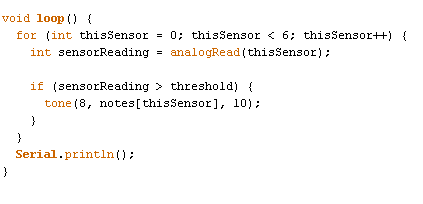 void loop() {
  for (int thisSensor = 0; thisSensor < 6; thisSensor++) {
    int sensorReading = analogRead(thisSensor);

    if (sensorReading > threshold) {
      tone(8, notes[thisSensor], 10);
    }
  }
  Serial.println();
}